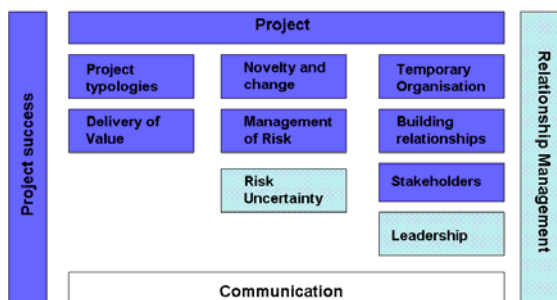 Project success
Project
Project
typologies
Novelty and
change
Temporary
Organisation
Delivery of
Value
Management
of Risk
Building
relationships
Risk
Uncertainty
Stakeholders
Leadership
Communication
Relationship Management